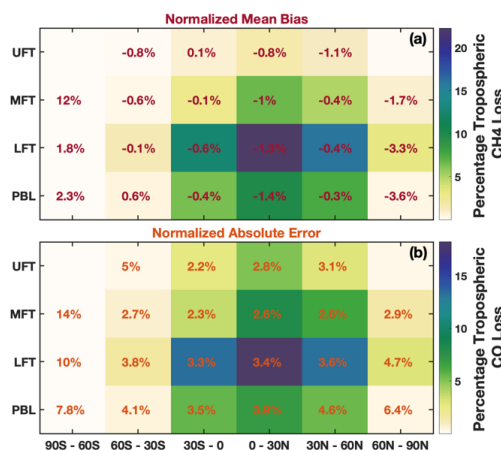 Normalized Mean Bias
(a)
UFT -0.8% 0.1% -0.8% -1.1%
MFT 12% -0.6% -0.1% -1% -0.4% -1.7%
LFT 1.8% -0.1% -0.6% -0.4% -3.3%
PBL 2.3% 0.6% -0.4% -1.4% -0.3% -3.6%
20
15
10
5
Percentage Tropospheric
CH4 Loss
Normalized Absolute Error
(b)
UFT 5% 2.2% 2.8% 3.1%
MFT 14% 2.7% 2.3% 2.6% 2.9%
LFT 10% 3.8% 3.3% 3.4% 3.6% 4.7%
PBL 7.8% 4.1% 3.5% 4.6% 6.4%
90S - 60S 60S - 30S 30S - 0 0 - 30N 30N - 60N 60N - 90N
15
10
5
Percentage Tropospheric
CO Loss